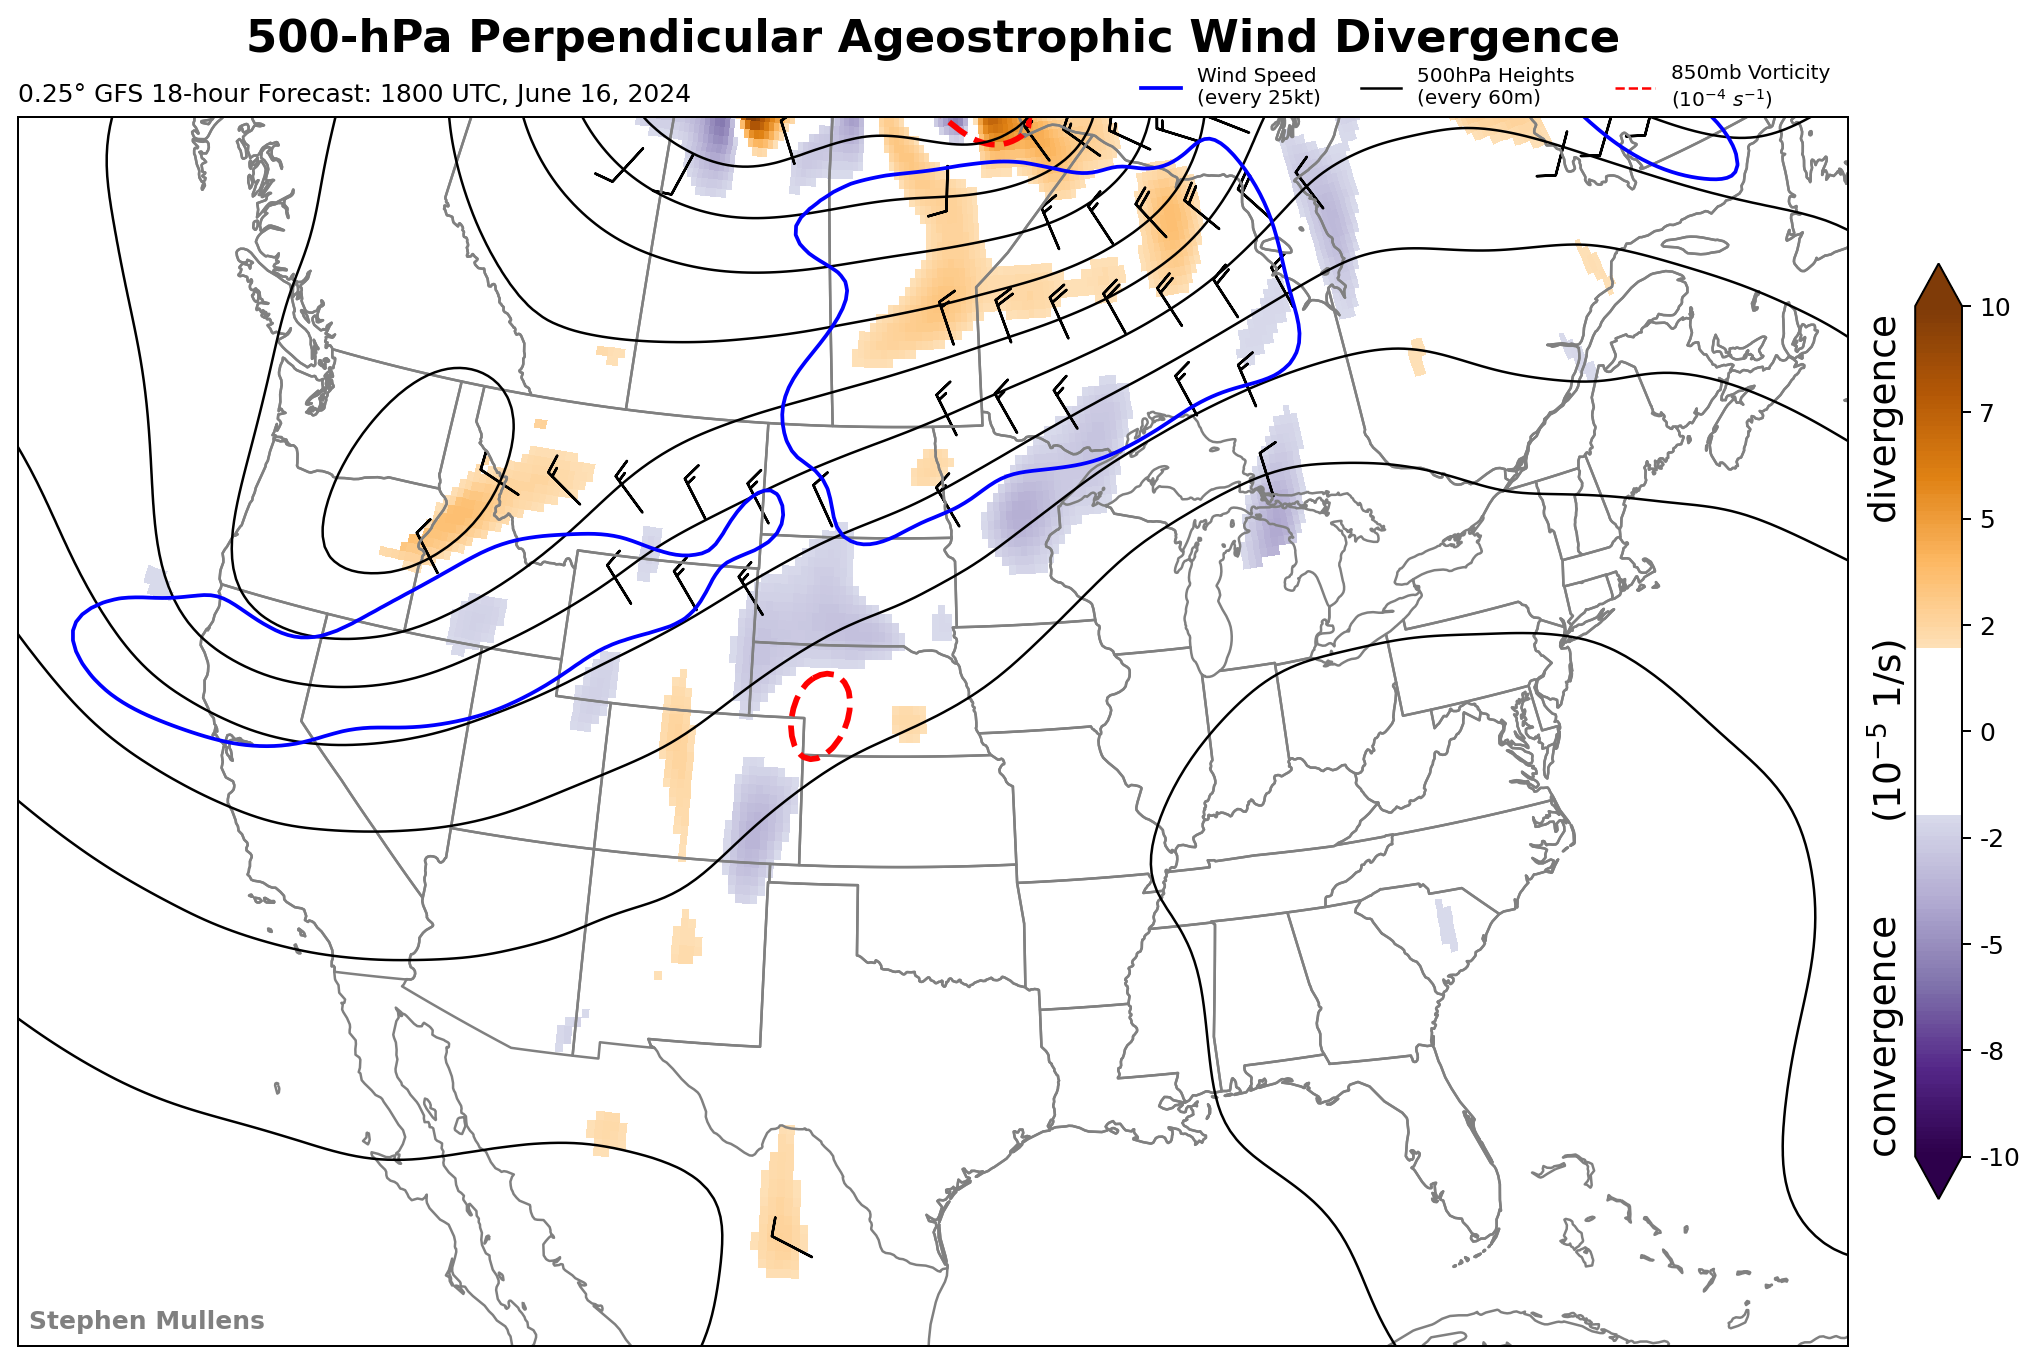 500-hPa Perpendicular Ageostrophic Wind Divergence
0.25° GFS 18-hour Forecast: 1800 UTC, June 16, 2024
Wind Speed
(every 25kt)
500hPa Heights
(every 60m)
850mb Vorticity
(10⁻⁴ s⁻¹)
10
7
5
2
0
-2
-5
-8
-10
convergence (10⁻⁵ 1/s) divergence
Stephen Mullens